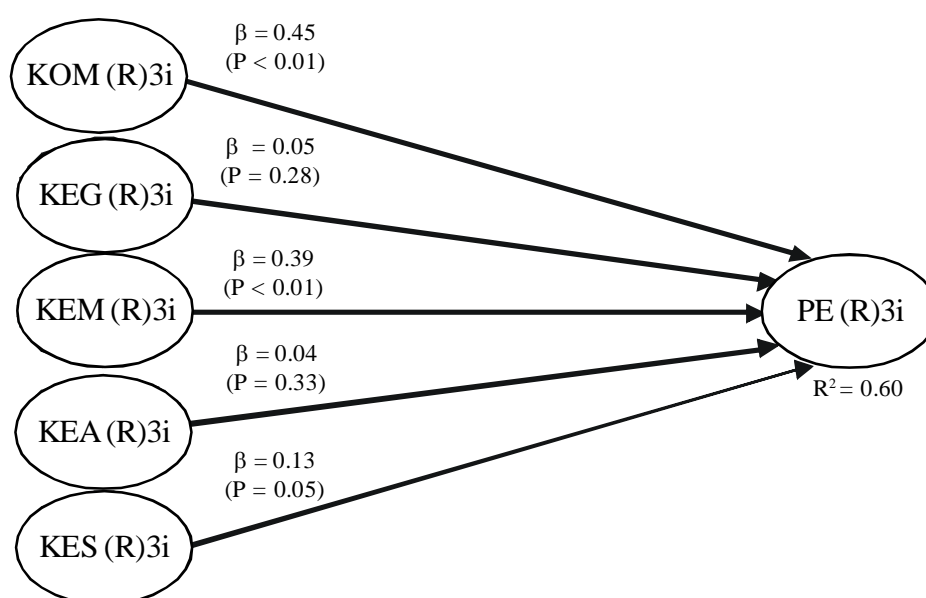 β = 0.45
(P < 0.01)
KOM (R)3i
β = 0.05
(P = 0.28)
KEG (R)3i
β = 0.39
(P < 0.01)
KEM (R)3i
PE (R)3i
β = 0.04
(P = 0.33)
R² = 0.60
KEA (R)3i
β = 0.13
(P = 0.05)
KES (R)3i